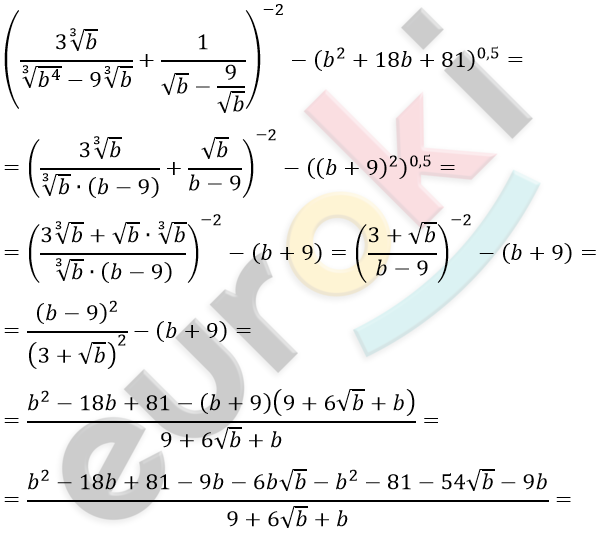 (3∛b / (∛b⁴ − 9∛b) + 1 / (√b − 9/√b))⁻² − (b² + 18b + 81)⁰,⁵ =
= (3∛b / (∛b · (b − 9)) + √b / (b − 9))⁻² − ((b + 9)²)⁰,⁵ =
= ((3∛b + √b · ∛b) / (∛b · (b − 9)))⁻² − (b + 9) = ((3 + √b) / (b − 9))⁻² − (b + 9) =
= (b − 9)² / (3 + √b)² − (b + 9) =
= (b² − 18b + 81 − (b + 9)(9 + 6√b + b)) / (9 + 6√b + b) =
= (b² − 18b + 81 − 9b − 6b√b − b² − 81 − 54√b − 9b) / (9 + 6√b + b) =
euroki